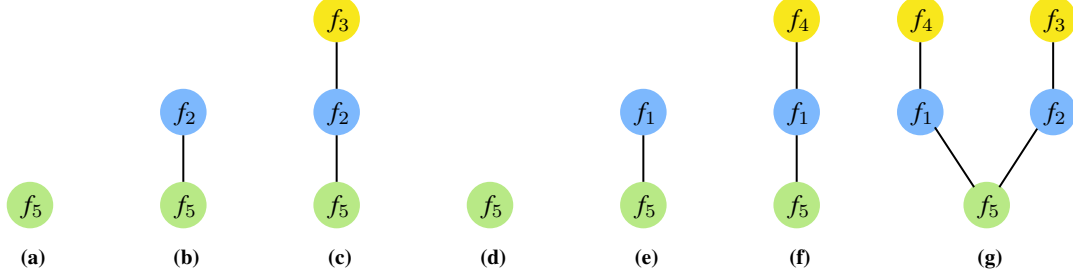 f3 f4 f4 f3
f2 f2 f1 f1 f1 f2
f5 f5 f5 f5 f5 f5 f5
(a) (b) (c) (d) (e) (f) (g)